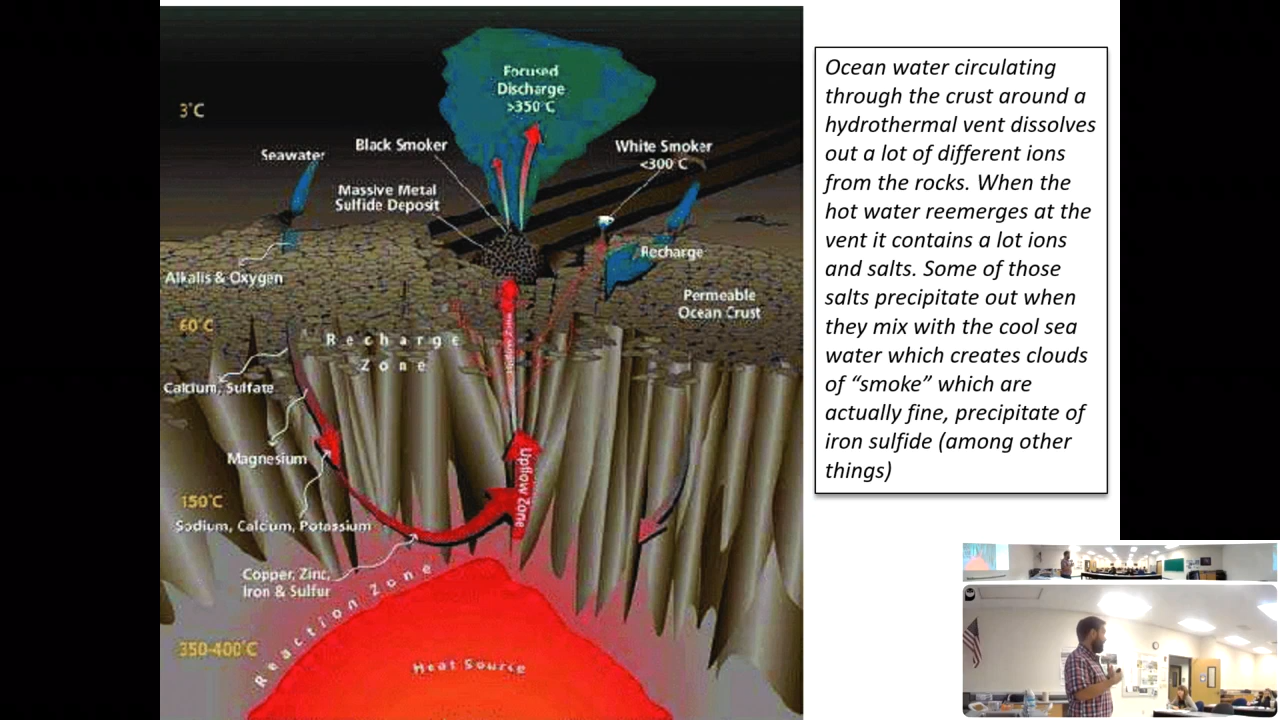 Focused
Discharge
>350°C
3°C
Black Smoker
White Smoker
<300°C
Seawater
Massive Metal
Sulfide Deposit
Recharge
Alkalis & Oxygen
Permeable
Ocean Crust
60°C
Recharge
Zone
Calcium, Sulfate
Magnesium
Upflow Zone
150°C
Sodium, Calcium, Potassium
Copper, Zinc,
Iron & Sulfur
Reaction Zone
350-400°C
Heat Source
Ocean water circulating
through the crust around a
hydrothermal vent dissolves
out a lot of different ions
from the rocks. When the
hot water reemerges at the
vent it contains a lot ions
and salts. Some of those
salts precipitate out when
they mix with the cool sea
water which creates clouds
of “smoke” which are
actually fine, precipitate of
iron sulfide (among other
things)